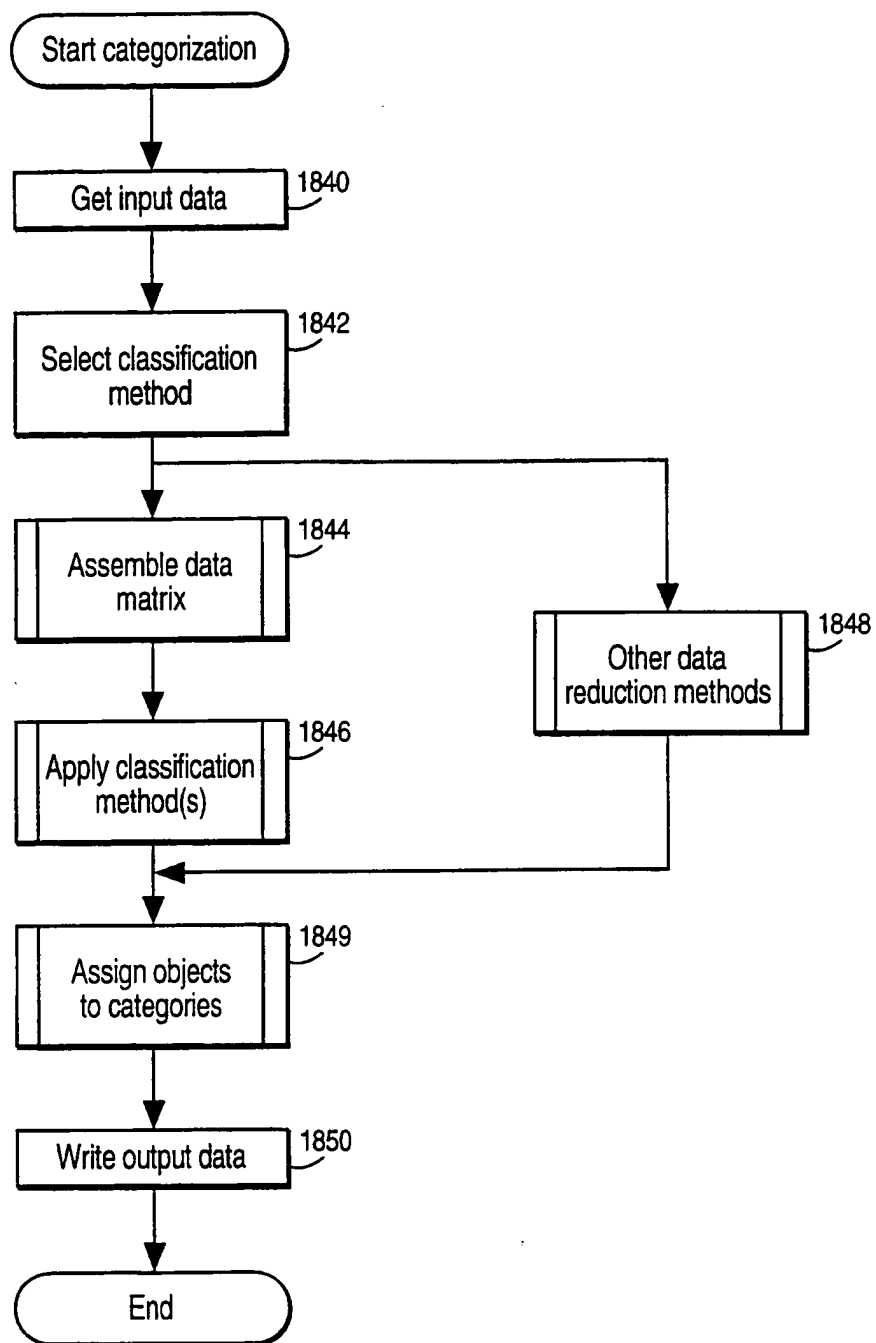 Start categorization
Get input data
1840
Select classification
method
1842
Assemble data
matrix
1844
Other data
reduction methods
1848
Apply classification
method(s)
1846
Assign objects
to categories
1849
Write output data
1850
End